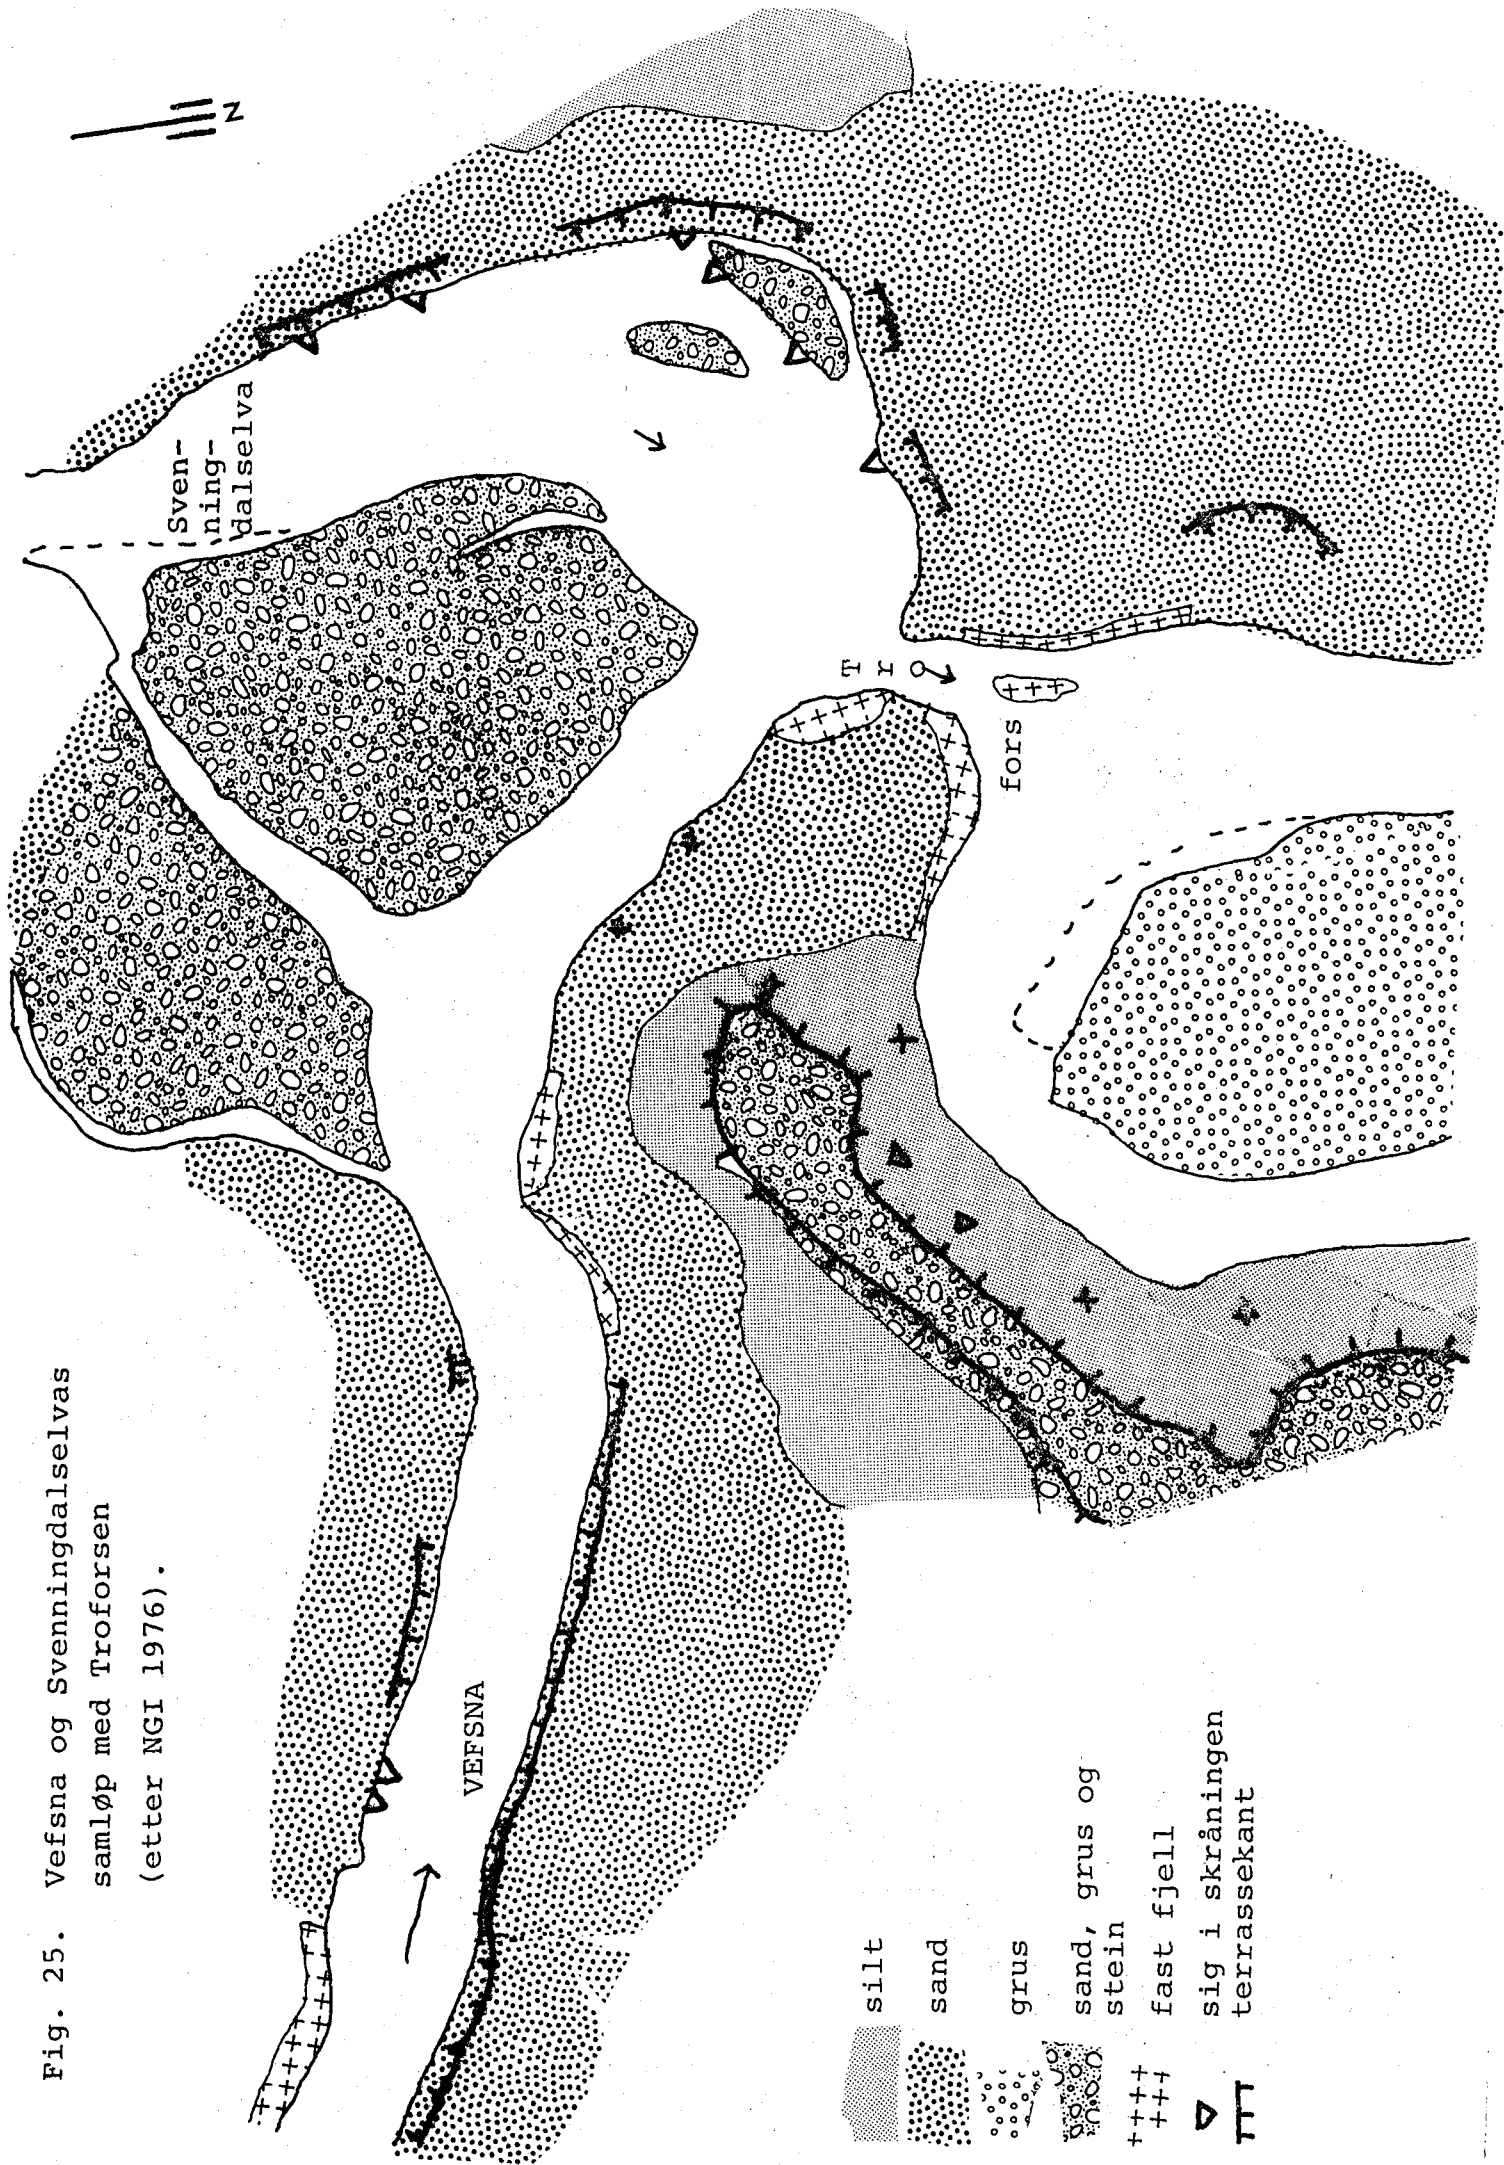 Fig. 25. Vefsna og Svenningdalselvas
samløp med Troforsen
(etter NGI 1976).
N
Sven-
ning-
dalselva
VEFSNA
Tro
fors
silt
sand
grus
sand, grus og
stein
fast fjell
sig i skråningen
terrassekant